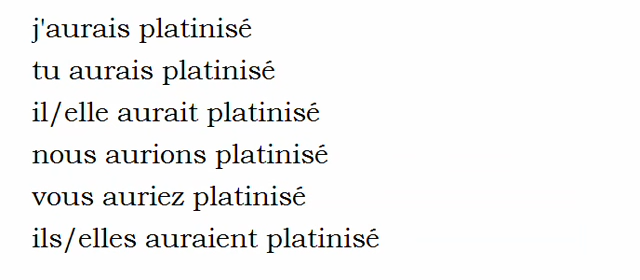 j'aurais platinisé
tu aurais platinisé
il/elle aurait platinisé
nous aurions platinisé
vous auriez platinisé
ils/elles auraient platinisé